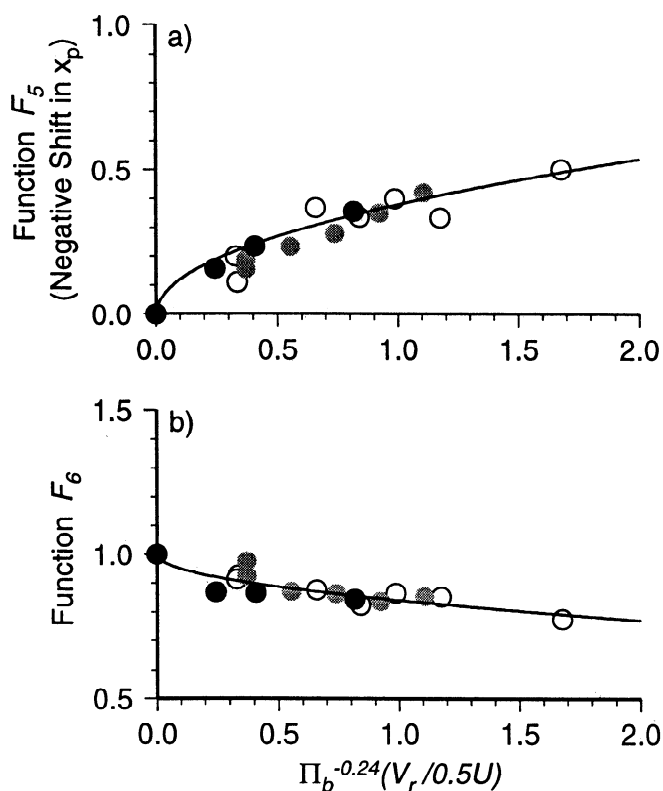 a)
Function F5
(Negative Shift in xp)
1.0
0.5
0.0
0.0 0.5 1.0 1.5 2.0
b)
Function F6
1.5
1.0
0.5
0.0 0.5 1.0 1.5 2.0
Πb^-0.24(Vr/0.5U)